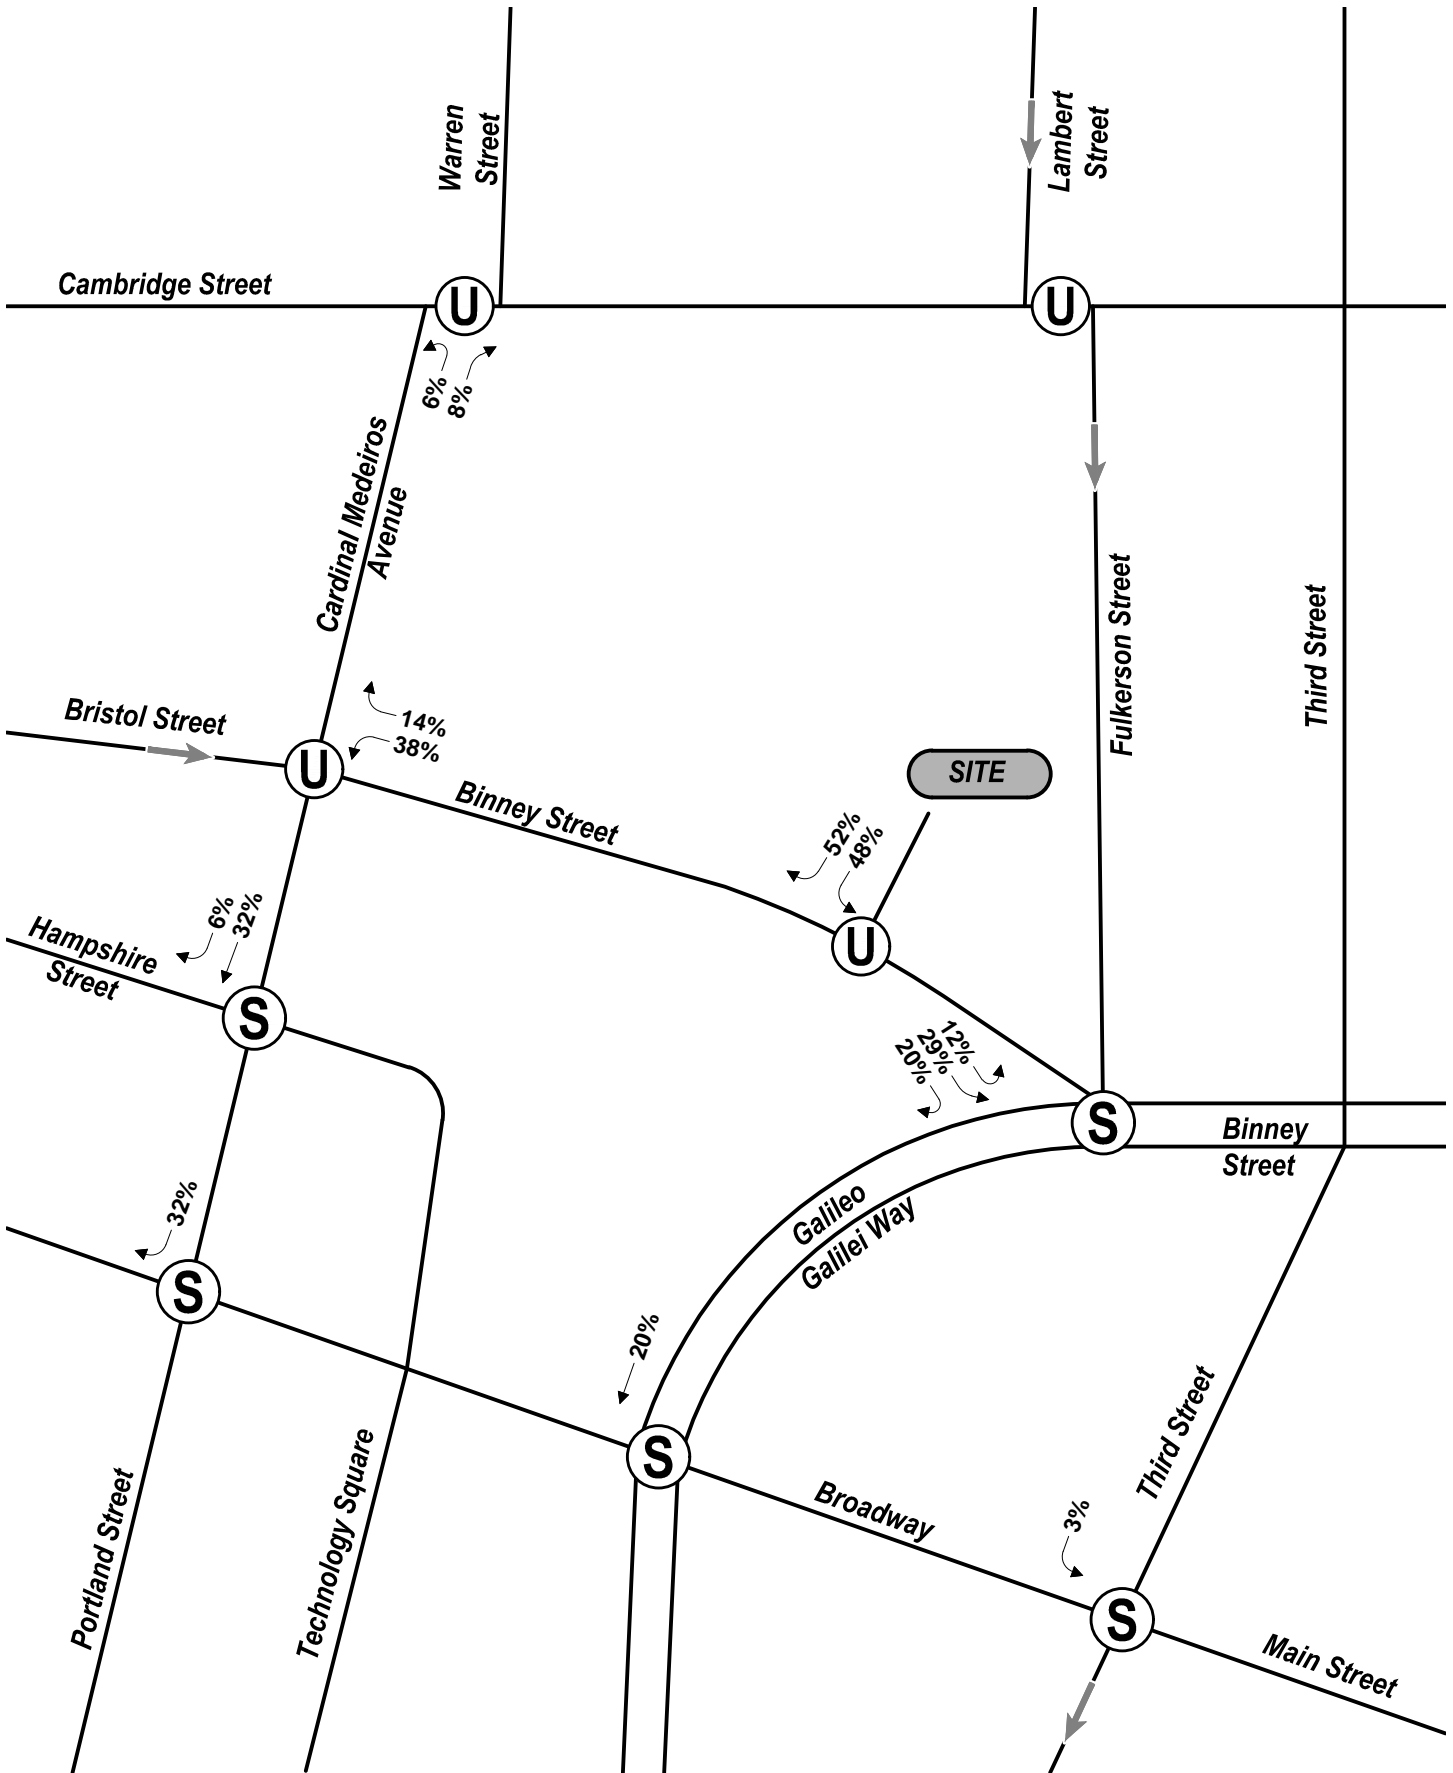 Warren
Street
Lambert
Street
Cambridge Street
U
U
6%
8%
Cardinal Medeiros
Avenue
Fulkerson Street
Third Street
Bristol Street
14%
38%
U
SITE
Binney Street
52%
48%
U
6%
32%
Hampshire
Street
S
12%
29%
20%
S
Binney
Street
32%
Galileo
Galilei Way
S
20%
S
Third Street
Broadway
3%
Portland Street
Technology Square
S
Main Street